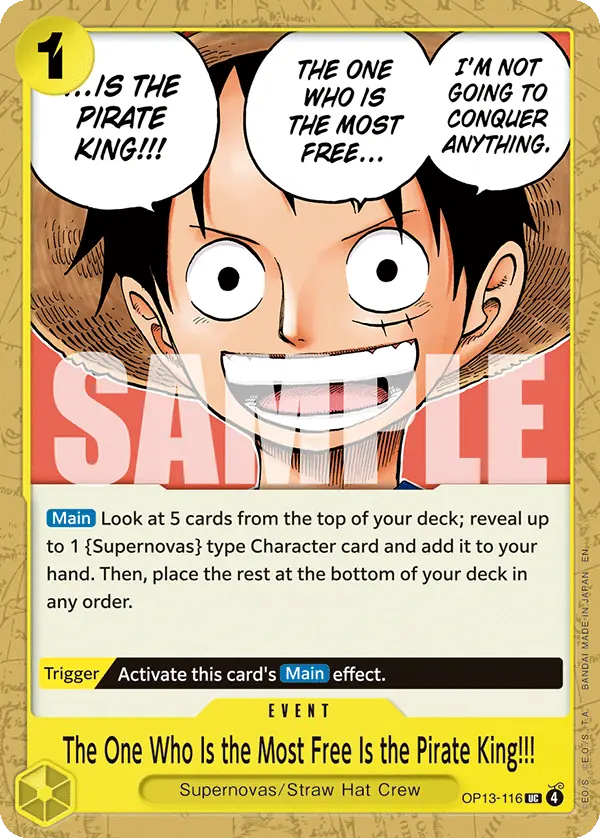 1
...IS THE
PIRATE
KING!!!
THE ONE
WHO IS
THE MOST
FREE...
I'M NOT
GOING TO
CONQUER
ANYTHING.
SAMPLE
Main Look at 5 cards from the top of your deck; reveal up
to 1 {Supernovas} type Character card and add it to your
hand. Then, place the rest at the bottom of your deck in
any order.
Trigger Activate this card's Main effect.
EVENT
The One Who Is the Most Free Is the Pirate King!!!
Supernovas/Straw Hat Crew
OP13-116 UC 4
BANDAI MADE IN JAPAN EN